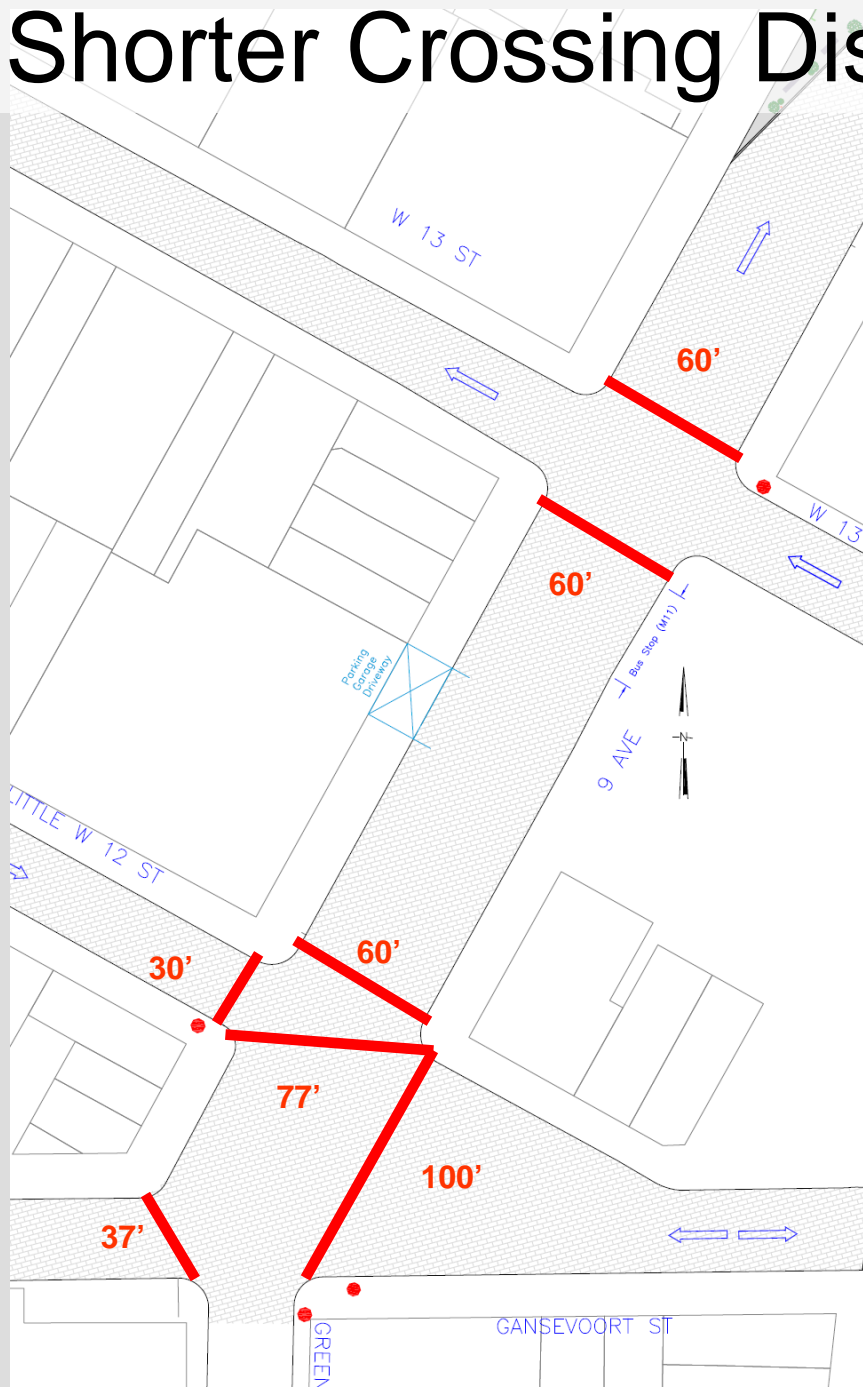 Shorter Crossing Dis
W 13 ST
60’
W 13
60’
Bus Stop (M11)
Parking
Garage
Driveway
N
9 AVE
LITTLE W 12 ST
30’
60’
77’
100’
37’
GANSEVOORT ST
GREEN